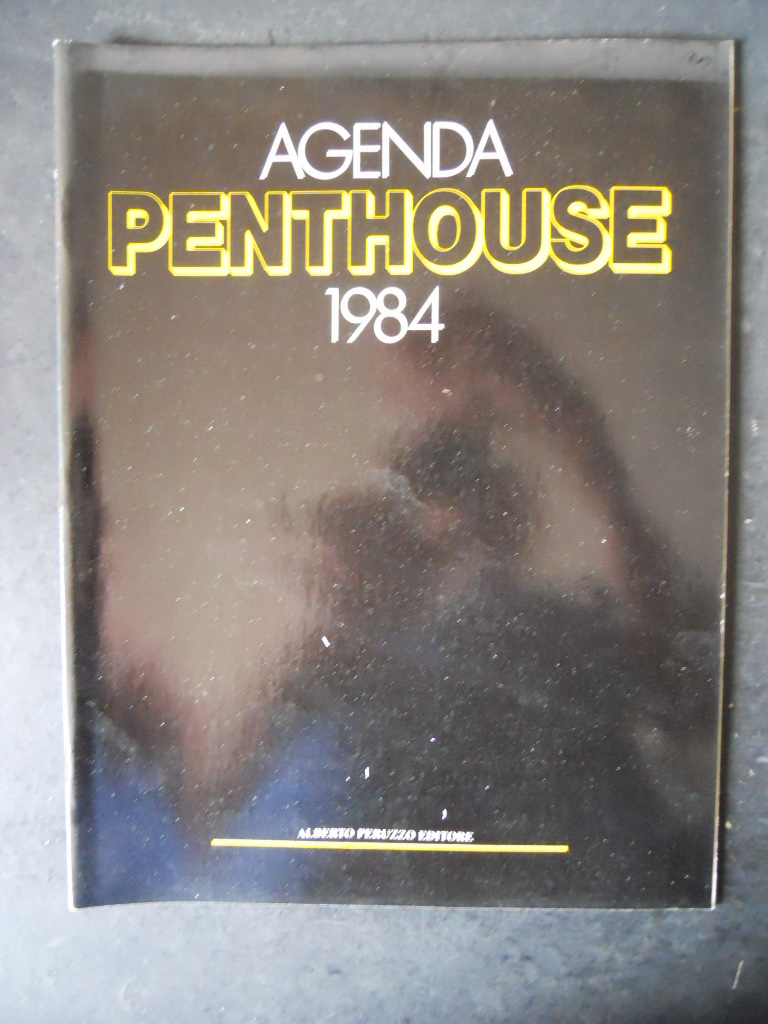 AGENDA
PENTHOUSE
1984
ALBERTO PERUZZO EDITORE